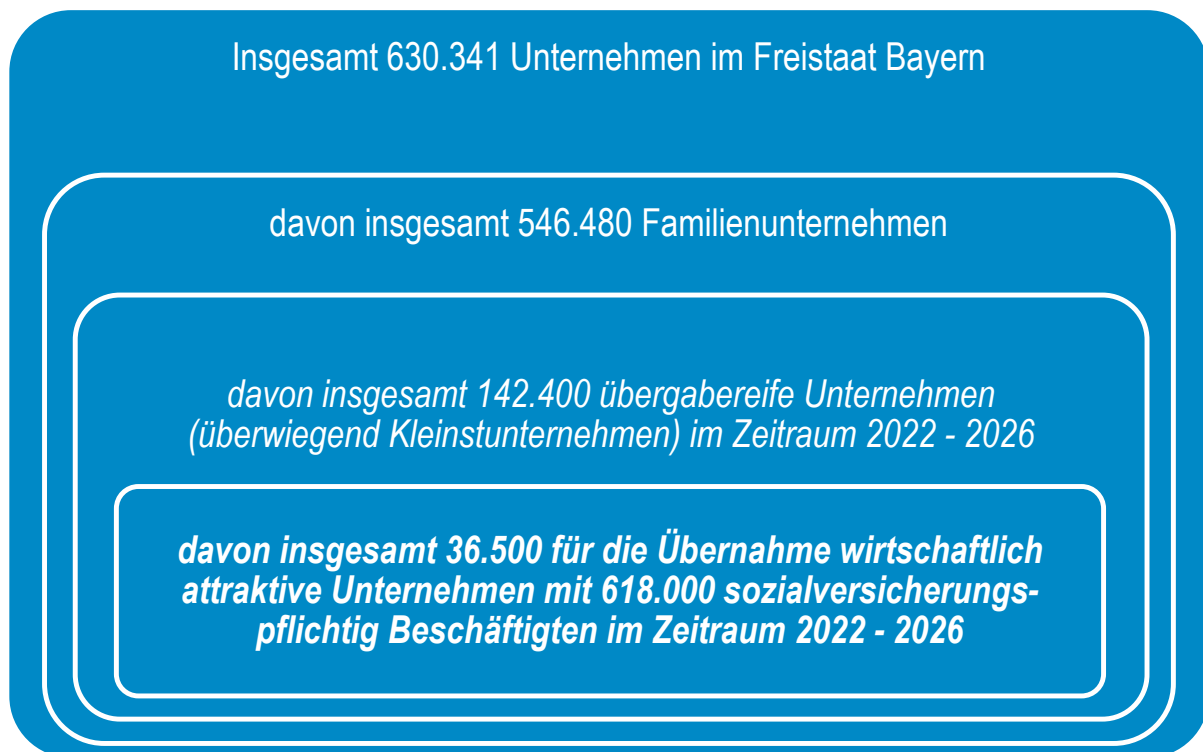 Insgesamt 630.341 Unternehmen im Freistaat Bayern
davon insgesamt 546.480 Familienunternehmen
davon insgesamt 142.400 übergabereife Unternehmen
(überwiegend Kleinstunternehmen) im Zeitraum 2022 - 2026
davon insgesamt 36.500 für die Übernahme wirtschaftlich
attraktive Unternehmen mit 618.000 sozialversicherungs-
pflichtig Beschäftigten im Zeitraum 2022 - 2026